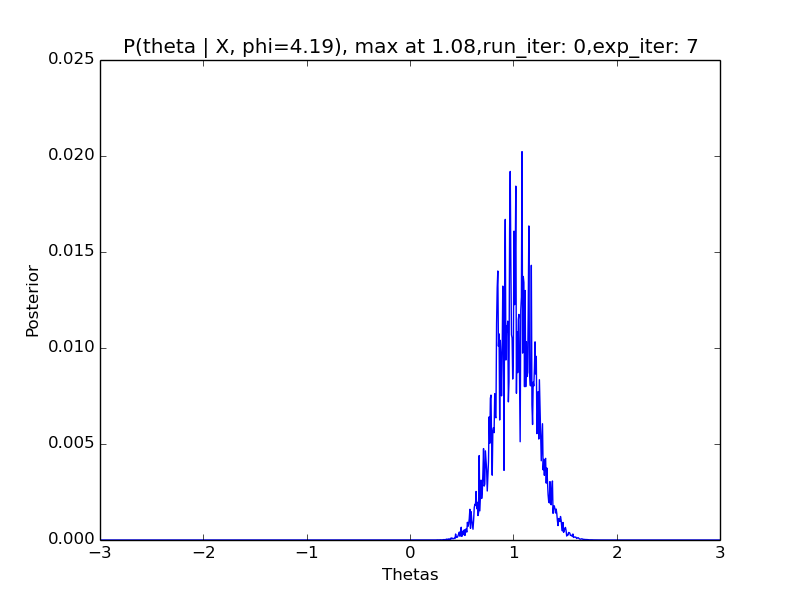 P(theta | X, phi=4.19), max at 1.08,run_iter: 0,exp_iter: 7
0.025
0.020
0.015
0.010
0.005
0.000
Posterior
−3 −2 −1 0 1 2 3
Thetas